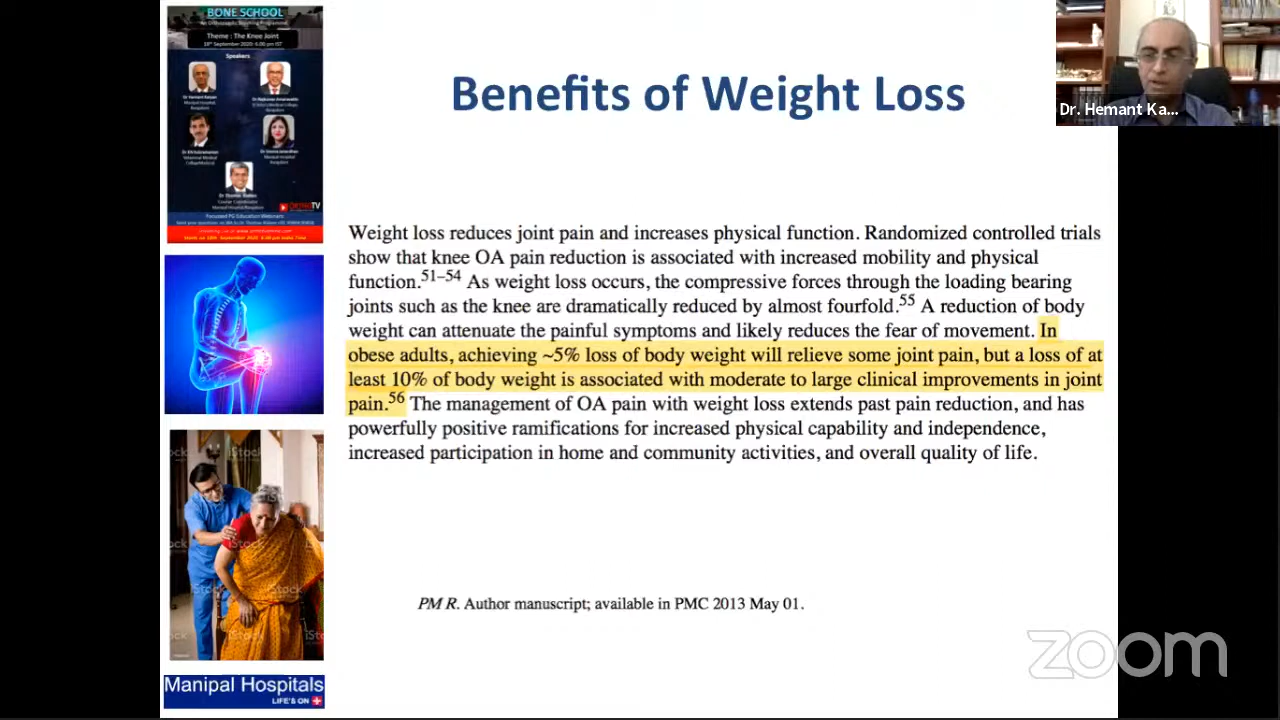 BONE SCHOOL
Theme : The Knee Joint
Speakers
Benefits of Weight Loss
Dr. Hemant Ka...
Weight loss reduces joint pain and increases physical function. Randomized controlled trials
show that knee OA pain reduction is associated with increased mobility and physical
function.51–54 As weight loss occurs, the compressive forces through the loading bearing
joints such as the knee are dramatically reduced by almost fourfold.55 A reduction of body
weight can attenuate the painful symptoms and likely reduces the fear of movement. In
obese adults, achieving ~5% loss of body weight will relieve some joint pain, but a loss of at
least 10% of body weight is associated with moderate to large clinical improvements in joint
pain.56 The management of OA pain with weight loss extends past pain reduction, and has
powerfully positive ramifications for increased physical capability and independence,
increased participation in home and community activities, and overall quality of life.
PM R. Author manuscript; available in PMC 2013 May 01.
iStock
iStock
Manipal Hospitals
LIFE'S ON
zoom